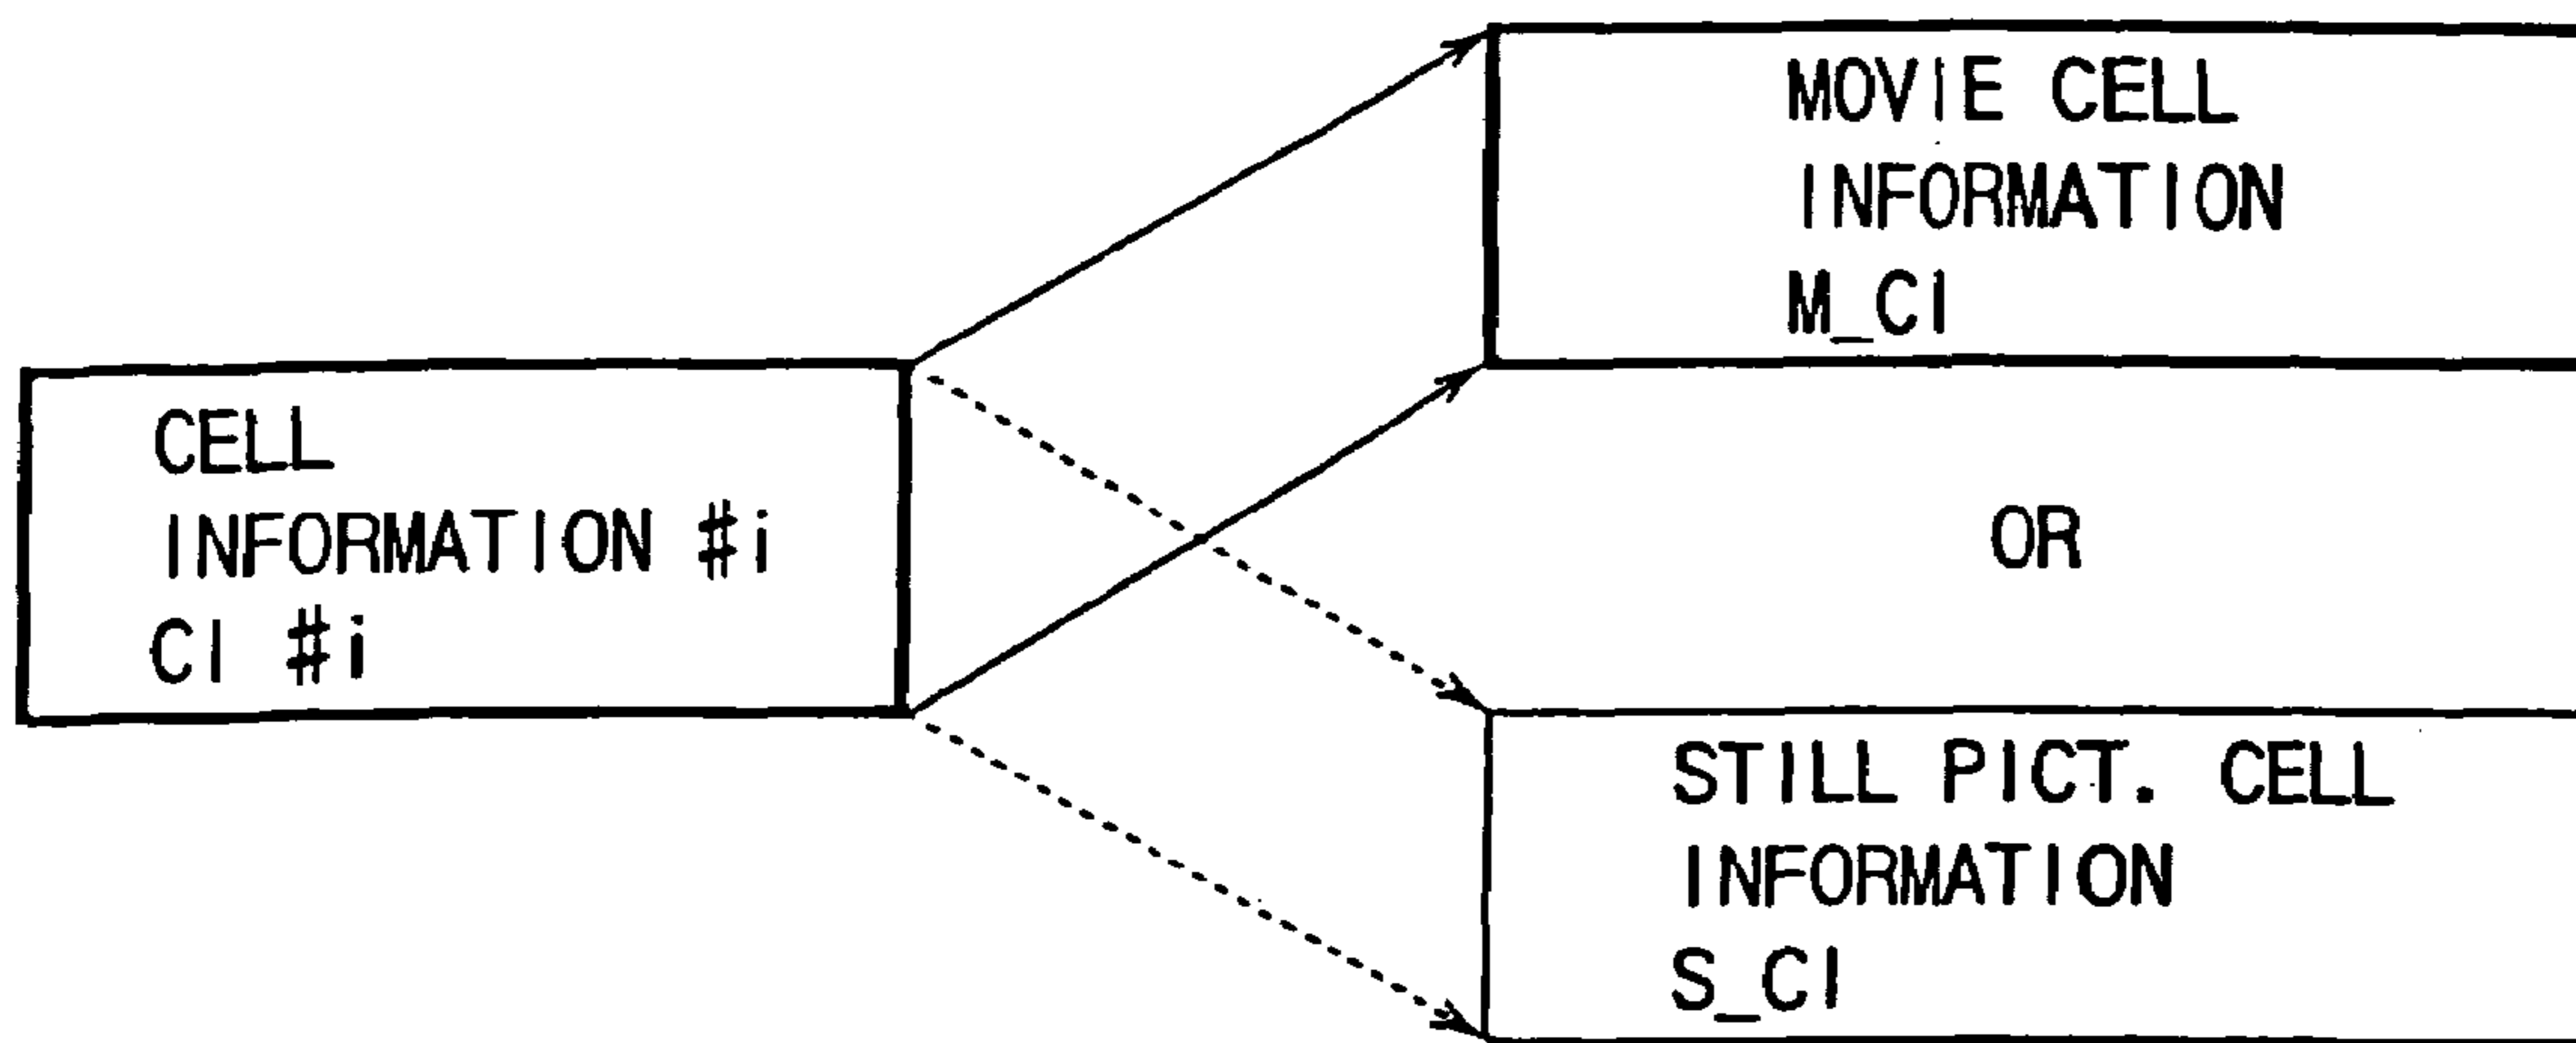 MOVIE CELL
INFORMATION
M_CI
CELL
INFORMATION #i
CI #i
OR
STILL PICT. CELL
INFORMATION
S_CI